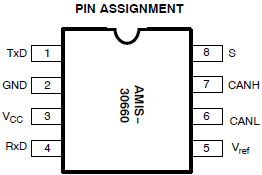 PIN ASSIGNMENT
TxD 1
GND 2
VCC 3
RxD 4
AMIS-
30660
8 S
7 CANH
6 CANL
5 Vref